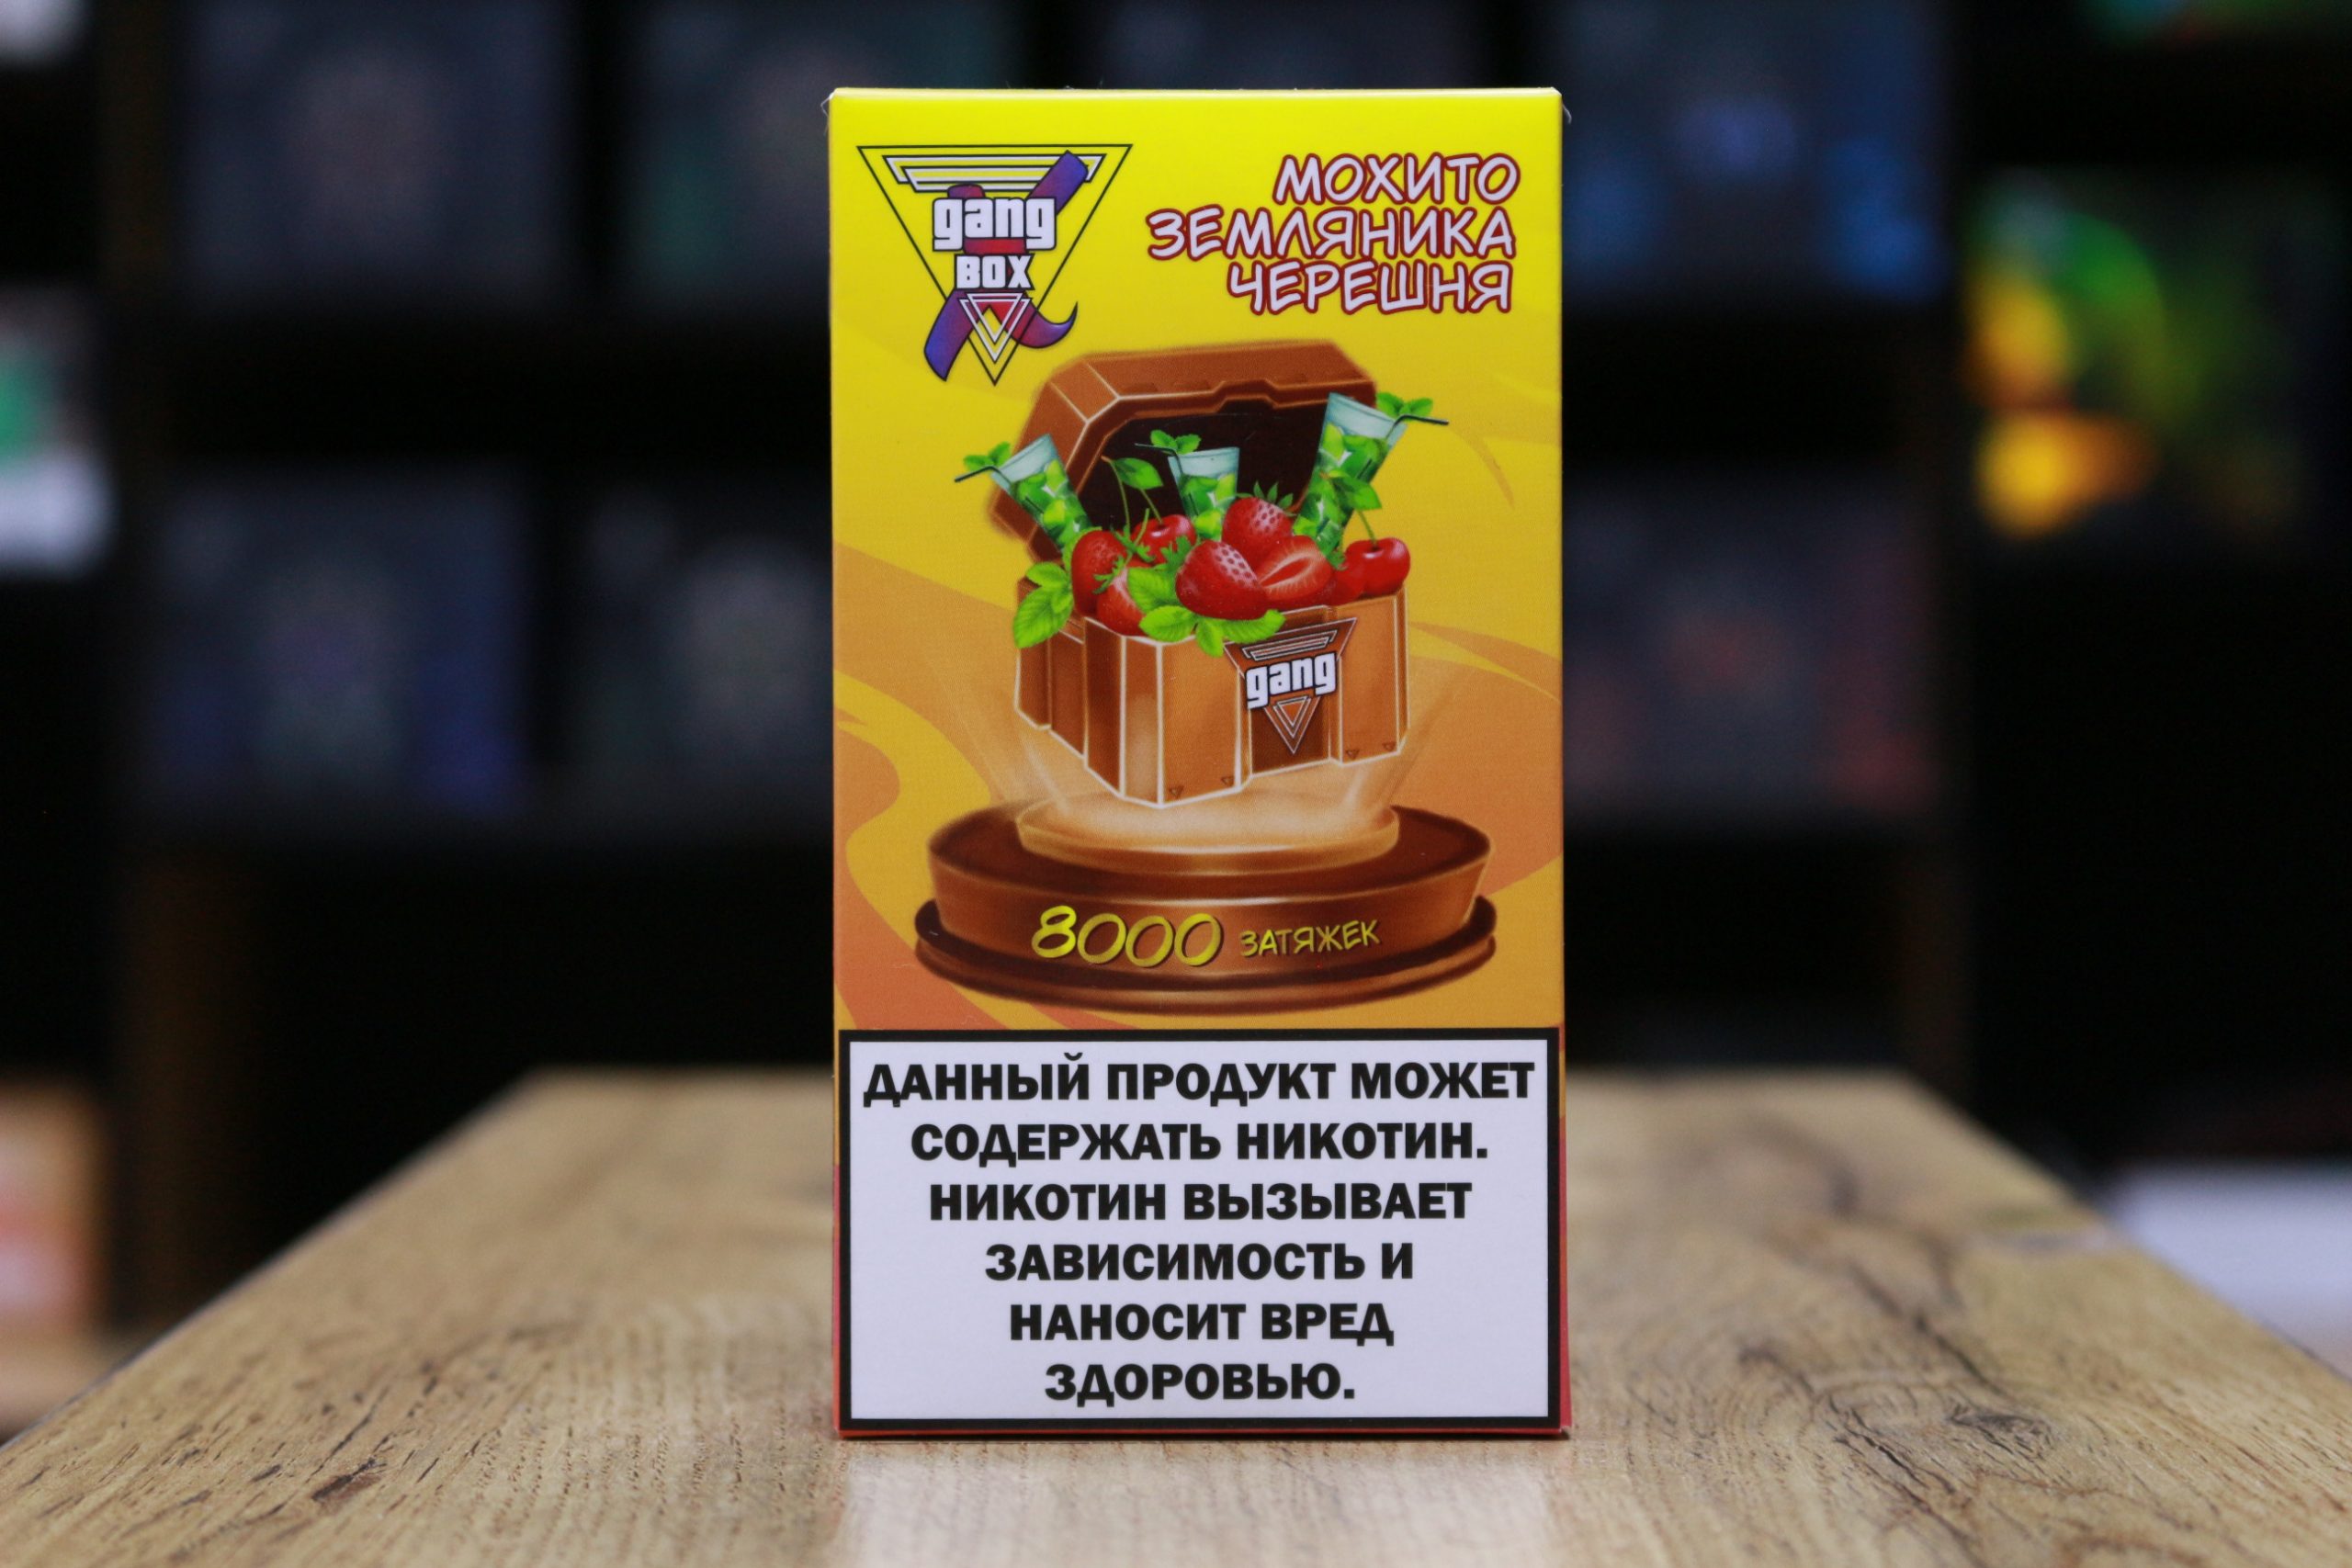 gang
BOX
МОХИТО
ЗЕМЛЯНИКА
ЧЕРЕШНЯ
gang
8000 ЗАТЯЖЕК
ДАННЫЙ ПРОДУКТ МОЖЕТ
СОДЕРЖАТЬ НИКОТИН.
НИКОТИН ВЫЗЫВАЕТ
ЗАВИСИМОСТЬ И
НАНОСИТ ВРЕД
ЗДОРОВЬЮ.